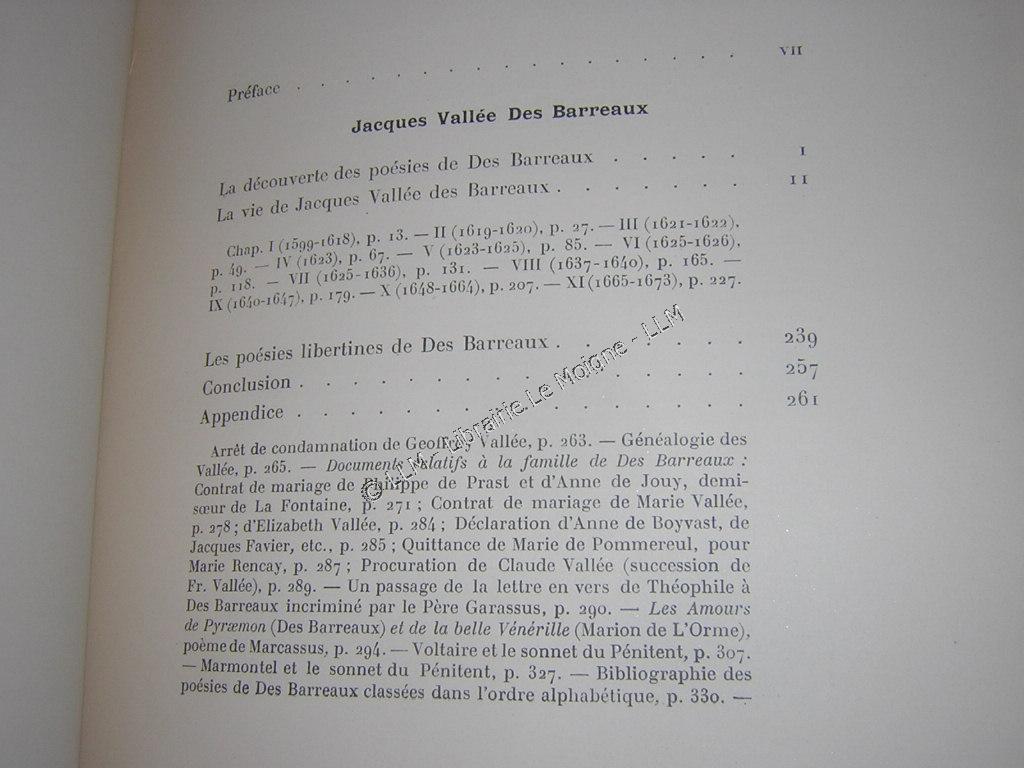 Préface . . . . . . . . . . . . . . . . VII
Jacques Vallée Des Barreaux
La découverte des poésies de Des Barreaux . . . . . I
La vie de Jacques Vallée des Barreaux . . . . . . . 11
Chap. I (1599-1618), p. 13. — II (1619-1620), p. 27. — III (1621-1622),
p. 49. — IV (1623), p. 67. — V (1623-1625), p. 85. — VI (1625-1626),
p. 118. — VII (1625-1636), p. 131. — VIII (1637-1640), p. 165. —
IX (1640-1647), p. 179. — X (1648-1664), p. 207. — XI (1665-1673), p. 227.
Les poésies libertines de Des Barreaux . . . . . . . 239
Conclusion . . . . . . . . . . . . . . . . 257
Appendice . . . . . . . . . . . . . . . . 261
Arrêt de condamnation de Geoffroy Vallée, p. 263. — Généalogie des
Vallée, p. 265. — Documents relatifs à la famille de Des Barreaux :
Contrat de mariage de Philippe de Prast et d'Anne de Jouy, demi-
sœur de La Fontaine, p. 271 ; Contrat de mariage de Marie Vallée,
p. 278 ; d'Elizabeth Vallée, p. 284 ; Déclaration d'Anne de Boyvast, de
Jacques Favier, etc., p. 285 ; Quittance de Marie de Pommereul, pour
Marie Rencay, p. 287 ; Procuration de Claude Vallée (succession de
Fr. Vallée), p. 289. — Un passage de la lettre en vers de Théophile à
Des Barreaux incriminé par le Père Garassus, p. 290. — Les Amours
de Pyræmon (Des Barreaux) et de la belle Vénérille (Marion de L'Orme),
poème de Marcassus, p. 294. — Voltaire et le sonnet du Pénitent, p. 307.
— Marmontel et le sonnet du Pénitent, p. 327. — Bibliographie des
poésies de Des Barreaux classées dans l'ordre alphabétique, p. 330. —
© LLM - Librairie Le Moigne - LLM